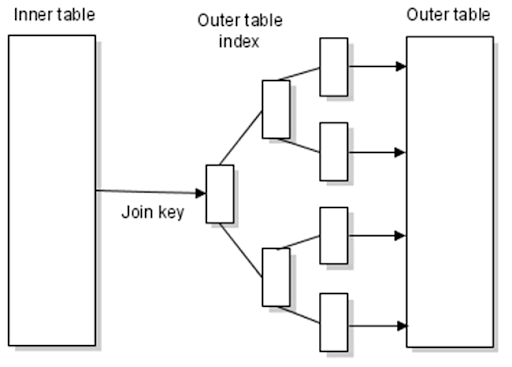 Inner table
Outer table
index
Outer table
Join key